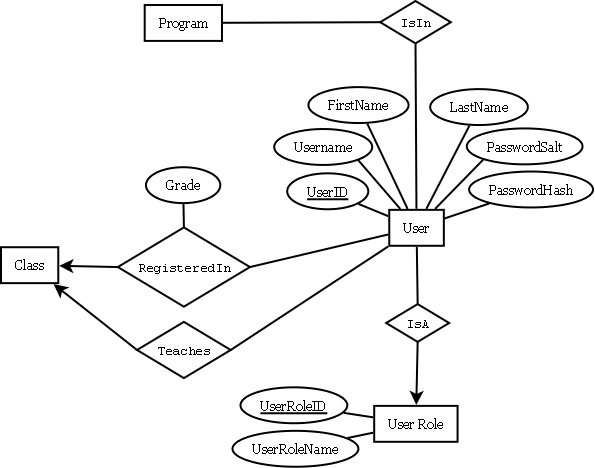 Program
IsIn
FirstName
LastName
Username
PasswordSalt
Grade
UserID
PasswordHash
User
Class
RegisteredIn
IsA
Teaches
UserRoleID
User Role
UserRoleName